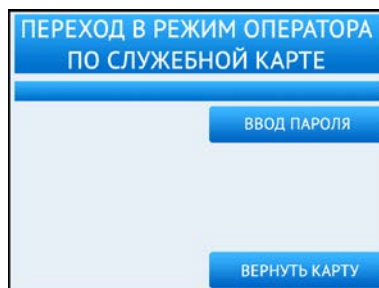 ПЕРЕХОД В РЕЖИМ ОПЕРАТОРА
ПО СЛУЖЕБНОЙ КАРТЕ
ВВОД ПАРОЛЯ
ВЕРНУТЬ КАРТУ